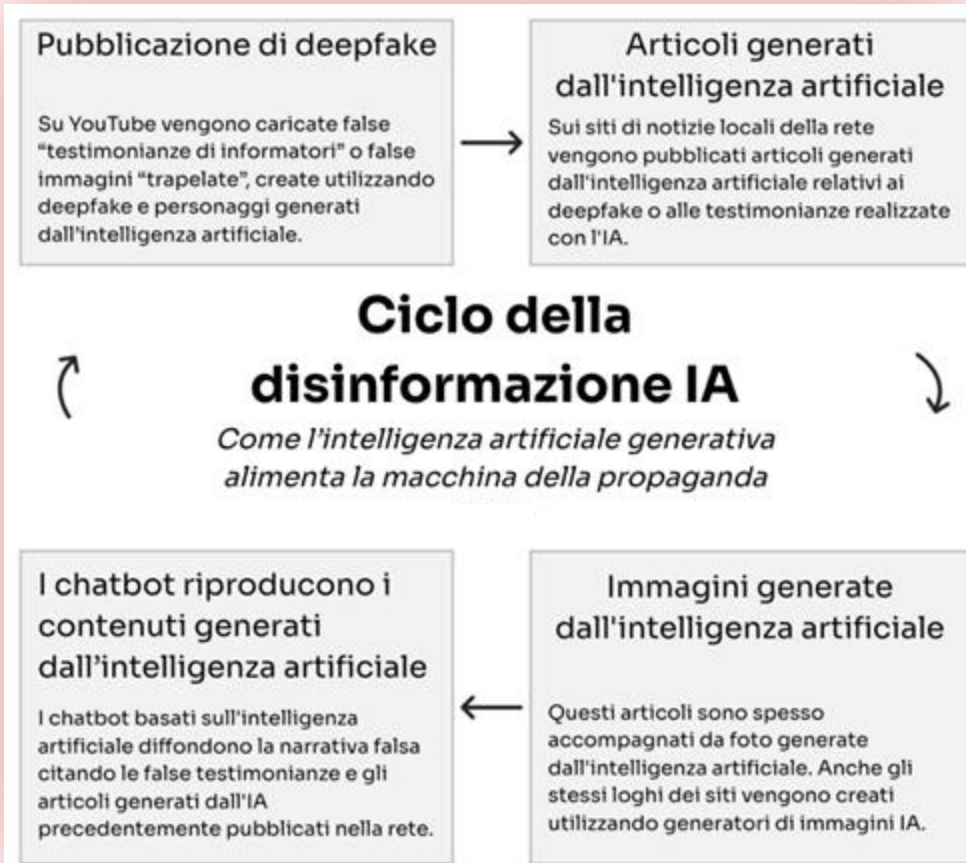 Pubblicazione di deepfake
Su YouTube vengono caricate false
“testimonianze di informatori” o false
immagini “trapelate”, create utilizzando
deepfake e personaggi generati
dall'intelligenza artificiale.
Articoli generati
dall'intelligenza artificiale
Sui siti di notizie locali della rete
vengono pubblicati articoli generati
dall'intelligenza artificiale relativi ai
deepfake o alle testimonianze realizzate
con l'IA.
Ciclo della
disinformazione IA
Come l’intelligenza artificiale generativa
alimenta la macchina della propaganda
I chatbot riproducono i
contenuti generati
dall’intelligenza artificiale
I chatbot basati sull'intelligenza
artificiale diffondono la narrativa falsa
citando le false testimonianze e gli
articoli generati dall'IA
precedentemente pubblicati nella rete.
Immagini generate
dall'intelligenza artificiale
Questi articoli sono spesso
accompagnati da foto generate
dall'intelligenza artificiale. Anche gli
stessi loghi dei siti vengono creati
utilizzando generatori di immagini IA.